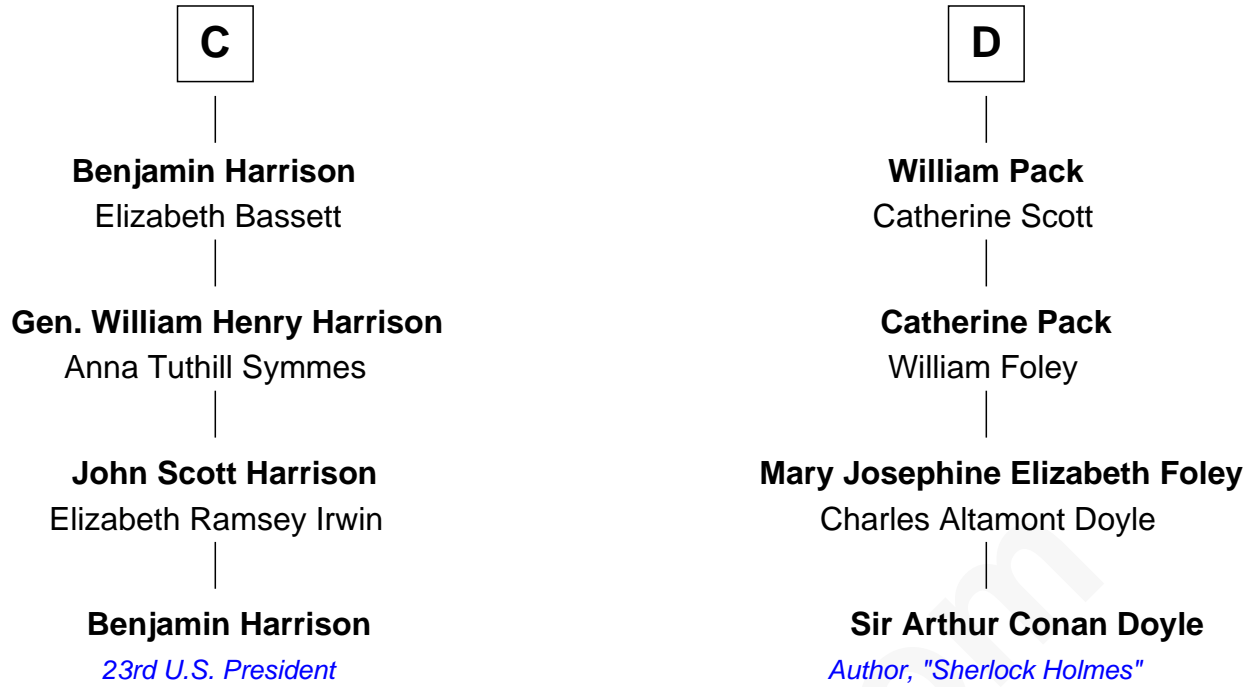 C
Benjamin Harrison
Elizabeth Bassett
Gen. William Henry Harrison
Anna Tuthill Symmes
John Scott Harrison
Elizabeth Ramsey Irwin
Benjamin Harrison
23rd U.S. President
D
William Pack
Catherine Scott
Catherine Pack
William Foley
Mary Josephine Elizabeth Foley
Charles Altamont Doyle
Sir Arthur Conan Doyle
Author, "Sherlock Holmes"